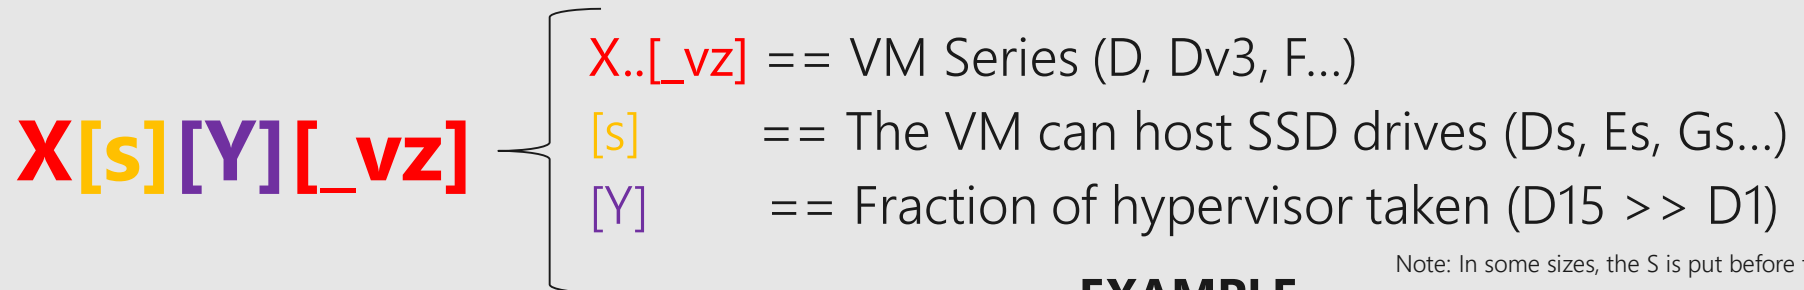 X[s][Y][_vz]
X..[_vz] == VM Series (D, Dv3, F...)
[s] == The VM can host SSD drives (Ds, Es, Gs...)
[Y] == Fraction of hypervisor taken (D15 >> D1)
Note: In some sizes, the S is put before
EXAMPLE